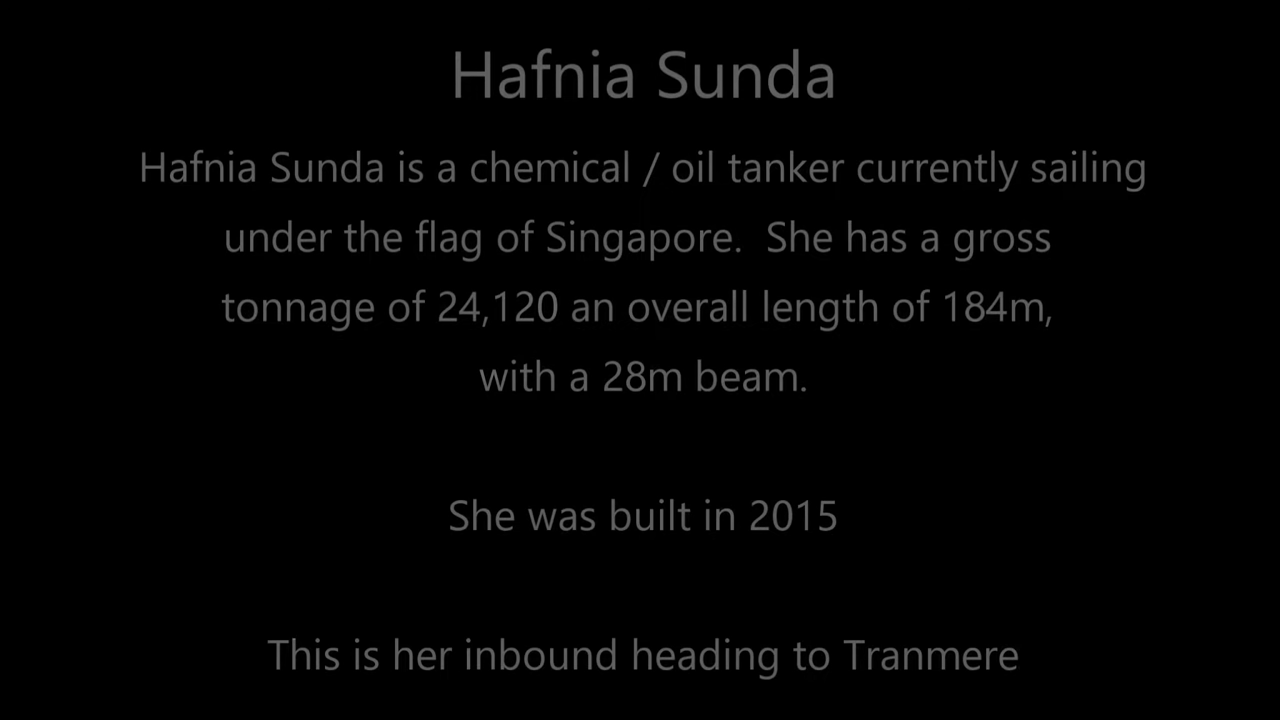 Hafnia Sunda
Hafnia Sunda is a chemical / oil tanker currently sailing
under the flag of Singapore.  She has a gross
tonnage of 24,120 an overall length of 184m,
with a 28m beam.
She was built in 2015
This is her inbound heading to Tranmere